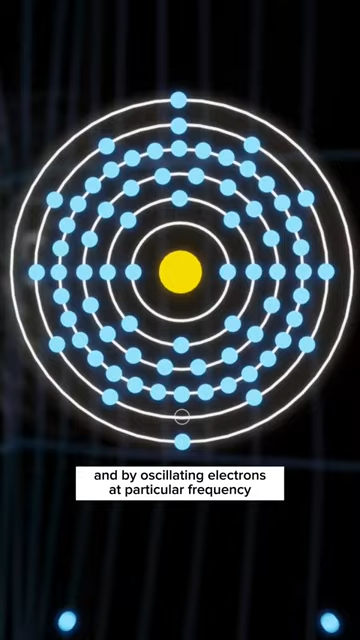 and by oscillating electrons
at particular frequency